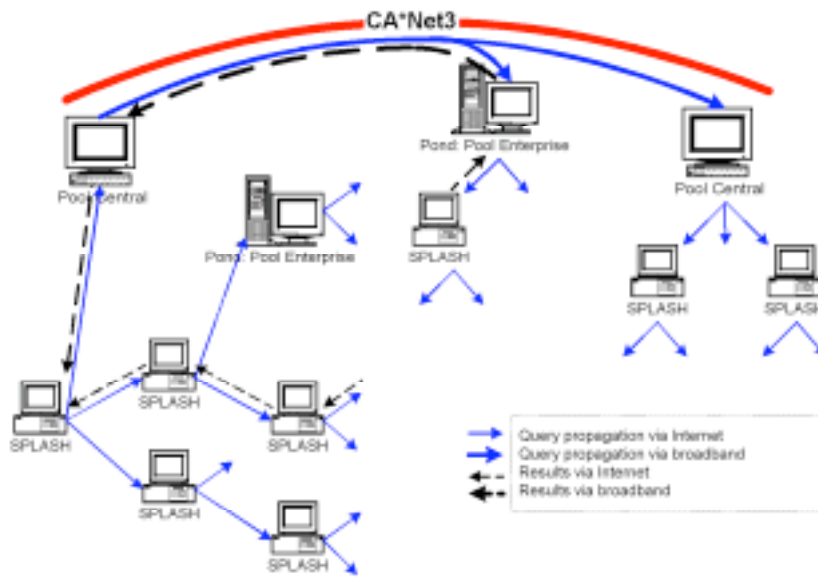 CA*Net3
Pond: Pool Enterprise
Pool Central
Pool Central
SPLASH
Pond: Pool Enterprise
SPLASH
SPLASH
SPLASH
SPLASH
SPLASH
SPLASH
SPLASH
Query propagation via Internet
Query propagation via broadband
Results via Internet
Results via broadband